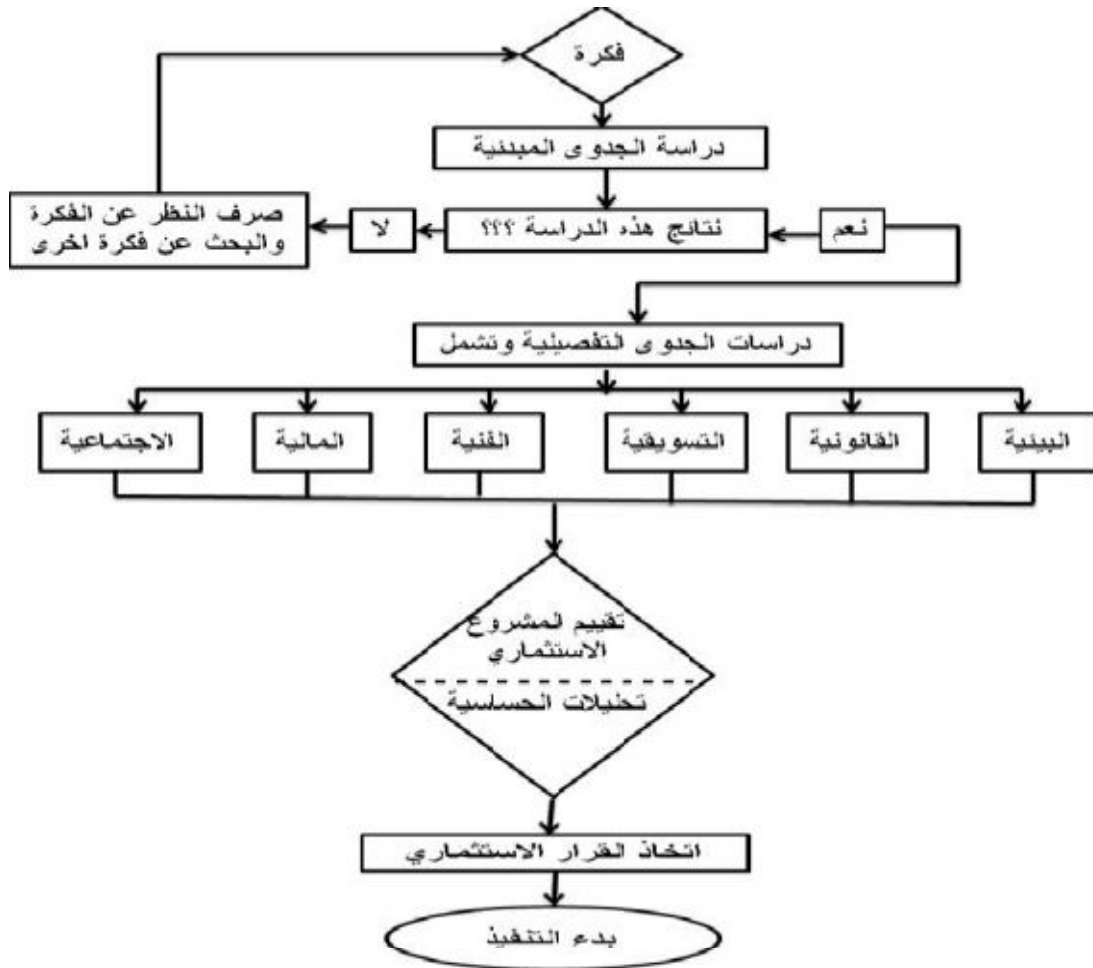 فكرة
دراسة الجدوى المبدئية
نعم
نتائج هذه الدراسة ؟؟؟
لا
صرف النظر عن الفكرة
والبحث عن فكرة اخرى
دراسات الجدوى التفصيلية وتشمل
البيئية
القانونية
التسويقية
الفنية
المالية
الاجتماعية
تقييم المشروع
الاستثماري
تحليلات الحساسية
اتخاذ لقرار الاستثماري
بدء التنفيذ